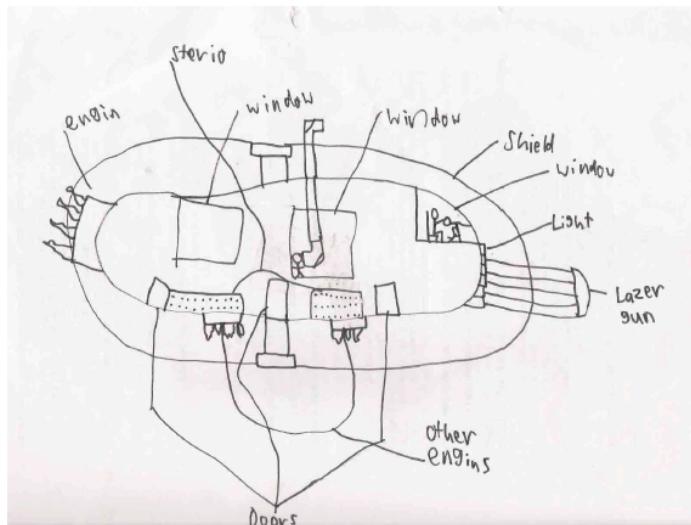 sterio
engin
window
window
Shield
window
Light
Lazer
gun
other
engins
Doors